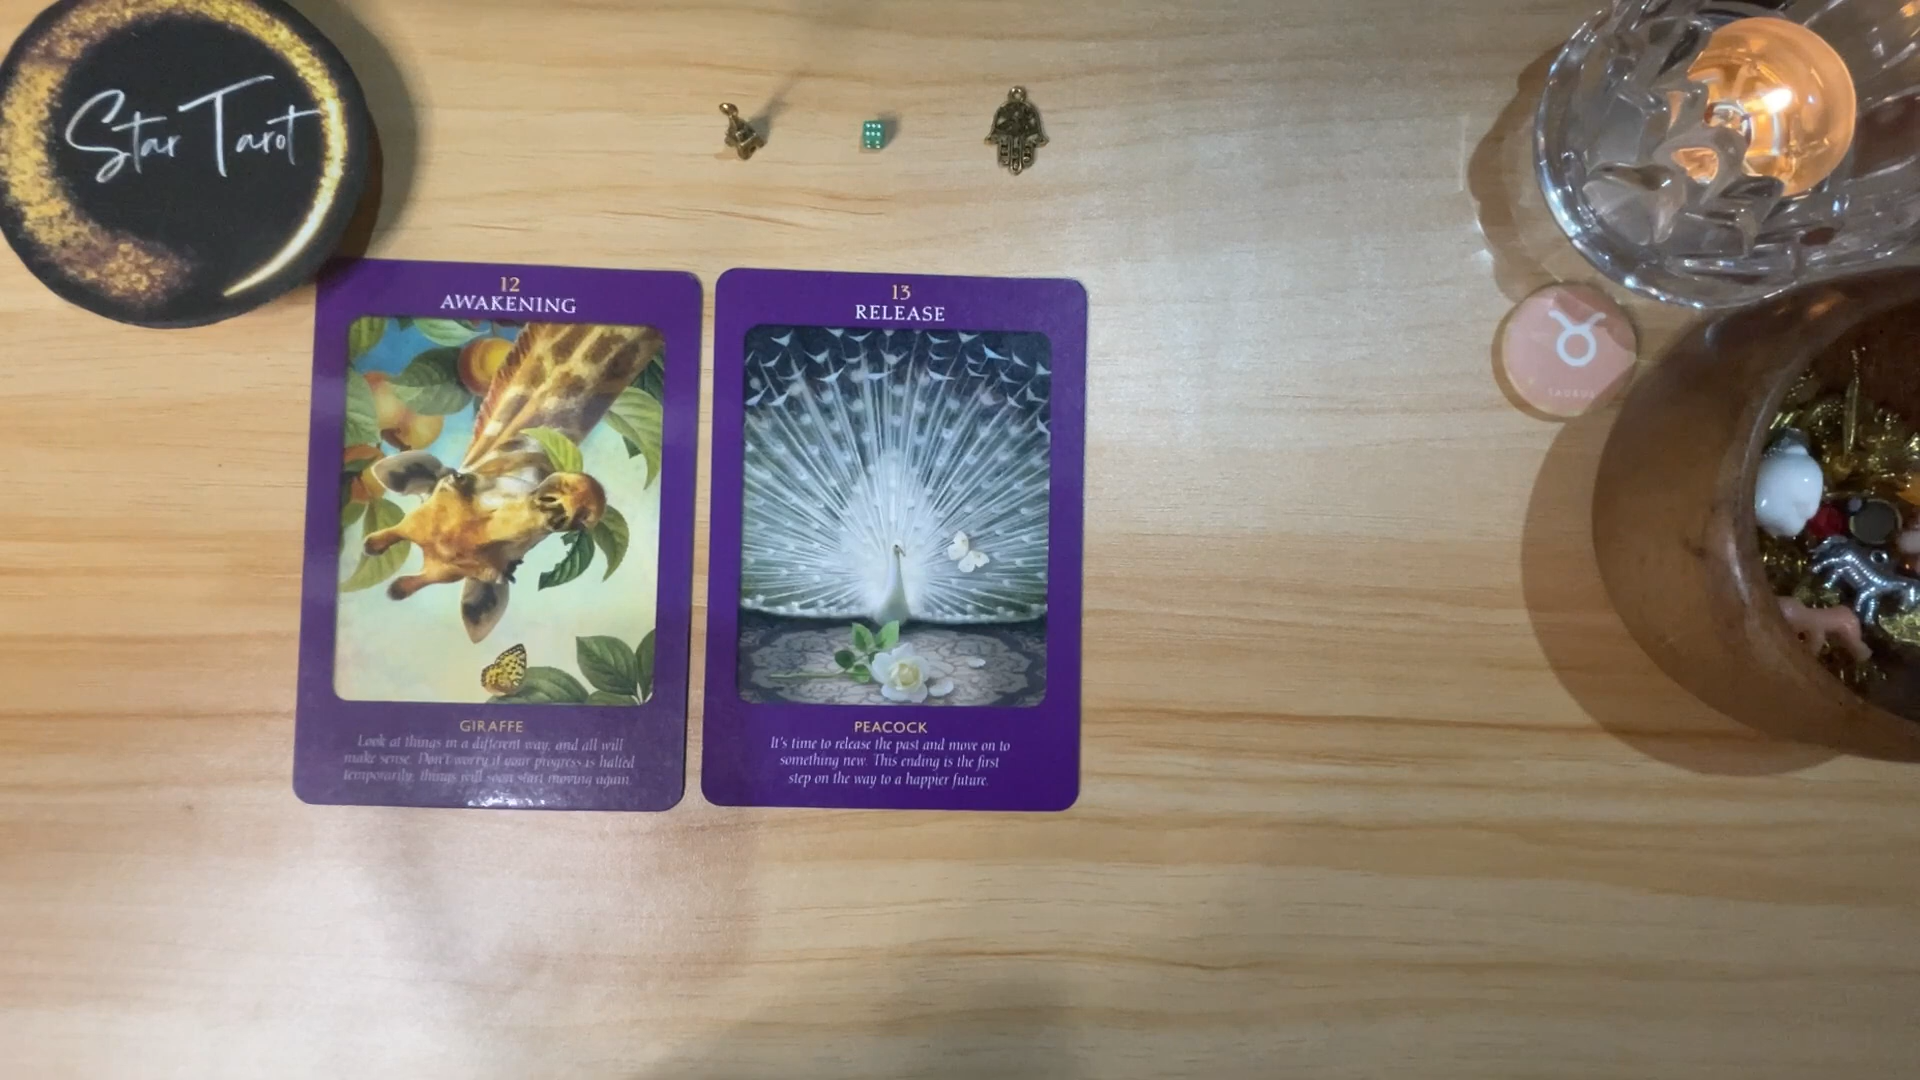 Star Tarot
12
AWAKENING
GIRAFFE
Look at things in a different way, and all will
make sense. Don't worry if your progress is halted
temporarily, things will soon start moving again.
13
RELEASE
PEACOCK
It's time to release the past and move on to
something new. This ending is the first
step on the way to a happier future.
TAURUS